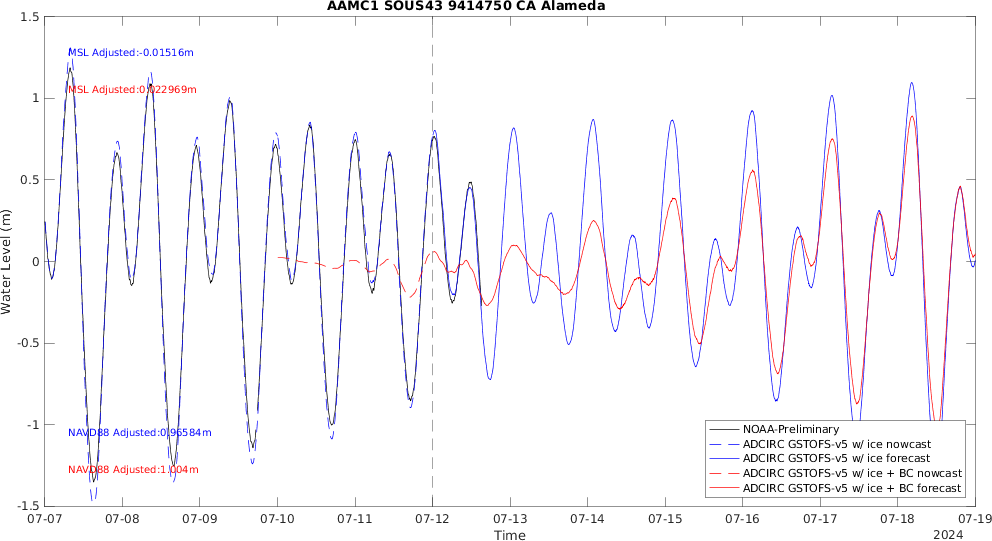 AAMC1 SOUS43 9414750 CA Alameda
1.5
1
0.5
0
-0.5
-1
-1.5
Water Level (m)
MSL Adjusted:-0.01516m
MSL Adjusted:0.022969m
NAVD88 Adjusted:0.96584m
NAVD88 Adjusted:1.004m
NOAA-Preliminary
ADCIRC GSTOFS-v5 w/ ice nowcast
ADCIRC GSTOFS-v5 w/ ice forecast
ADCIRC GSTOFS-v5 w/ ice + BC nowcast
ADCIRC GSTOFS-v5 w/ ice + BC forecast
07-07 07-08 07-09 07-10 07-11 07-12 07-13 07-14 07-15 07-16 07-17 07-18 07-19
Time
2024